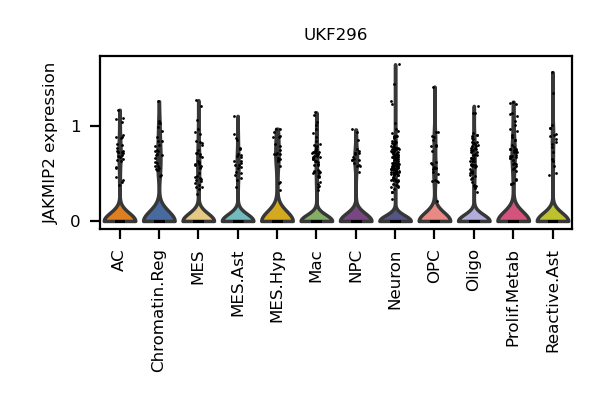 UKF296
JAKMIP2 expression
1
0
AC
Chromatin.Reg
MES
MES.Ast
MES.Hyp
Mac
NPC
Neuron
OPC
Oligo
Prolif.Metab
Reactive.Ast